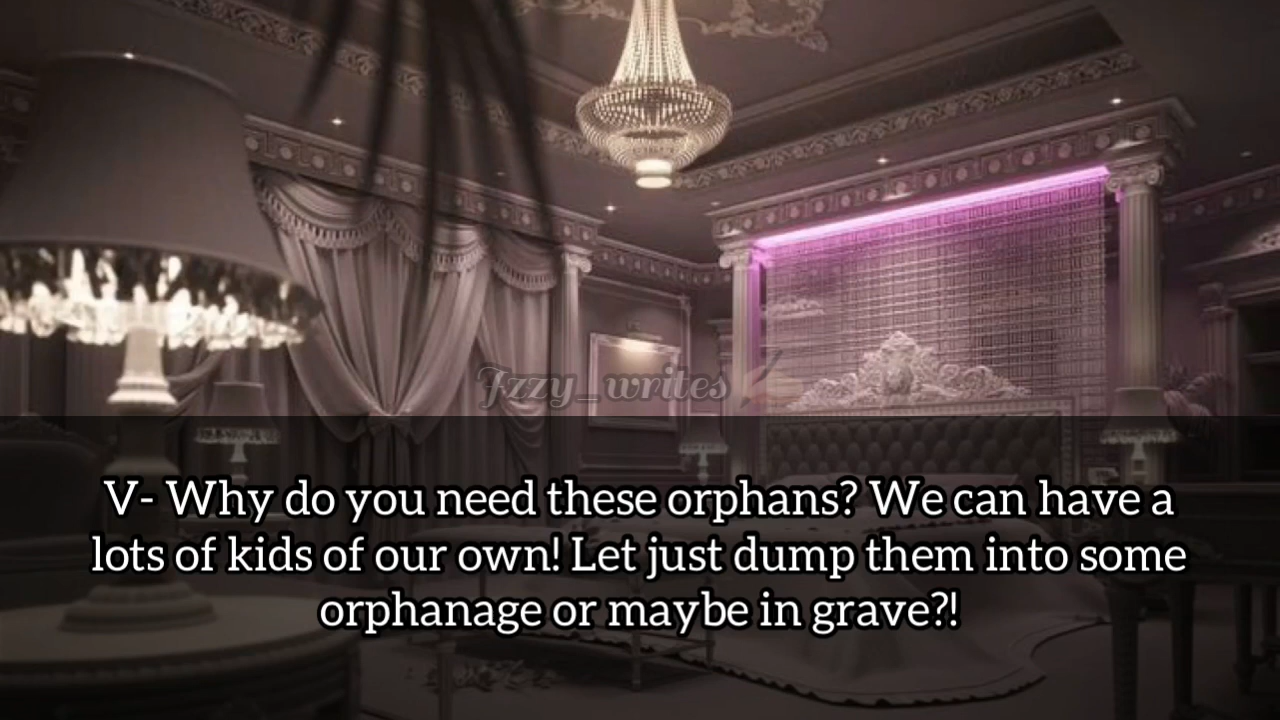 Jzzy_writes
V- Why do you need these orphans? We can have a
lots of kids of our own! Let just dump them into some
orphanage or maybe in grave?!